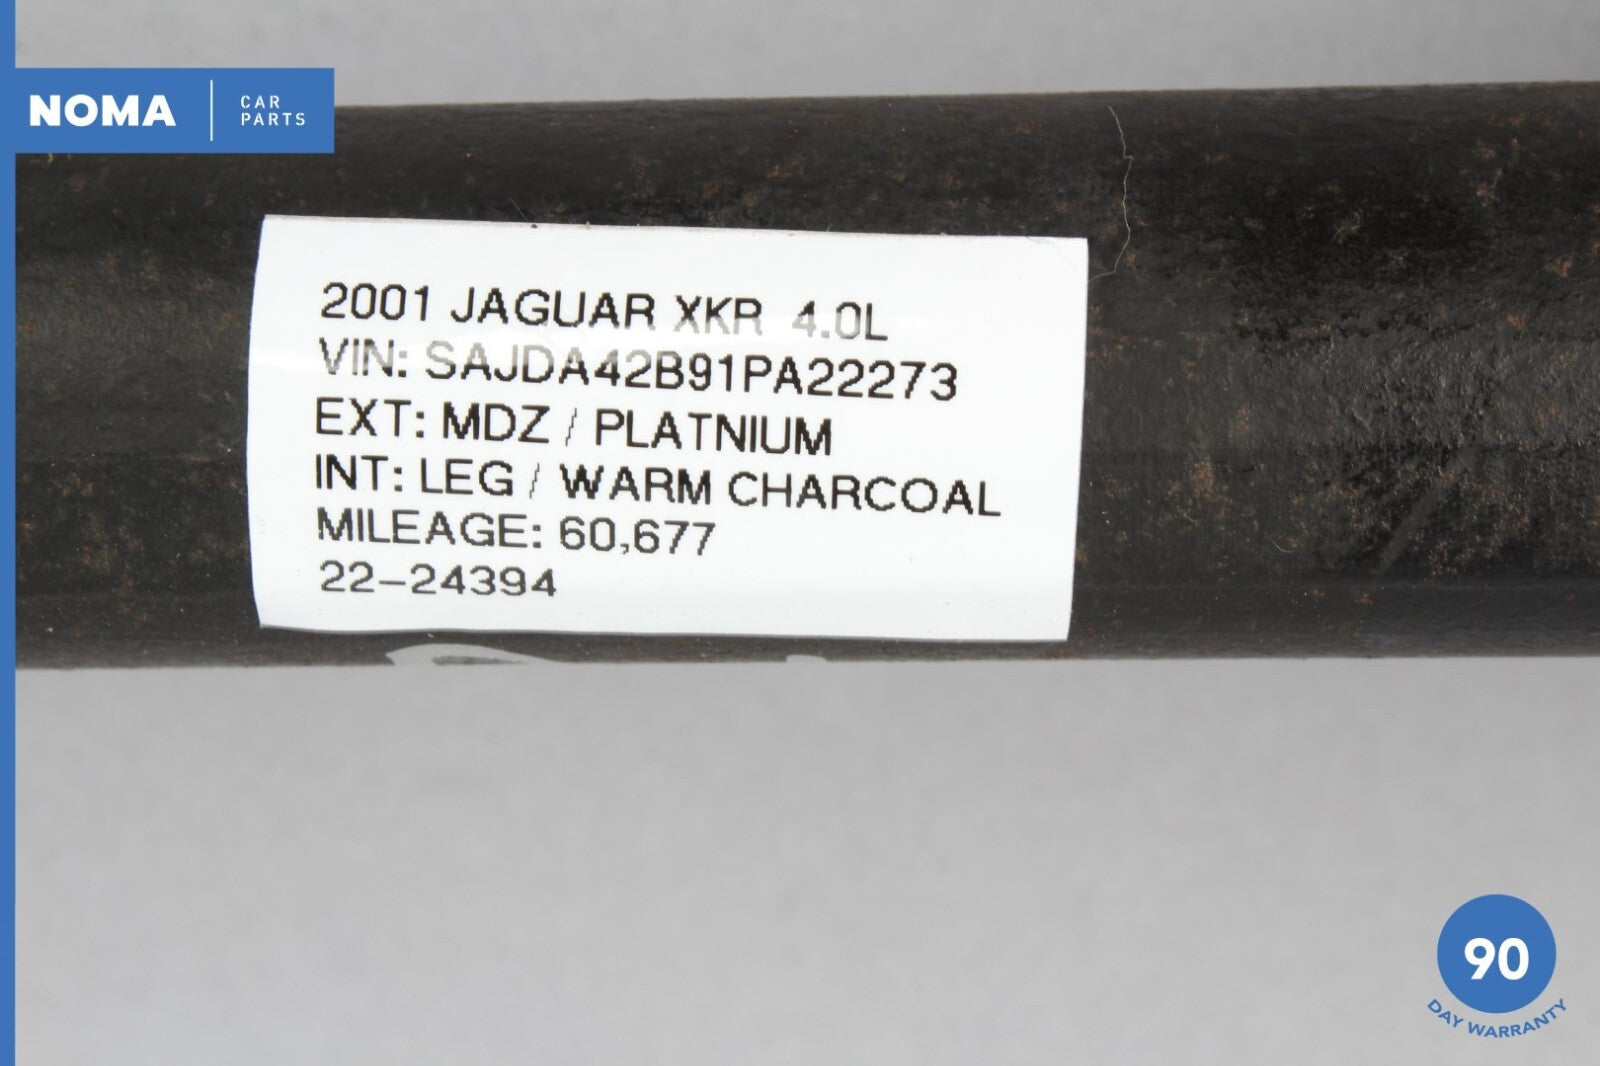 NOMA
CAR
PARTS
2001 JAGUAR XKR 4.0L
VIN: SAJDA42B91PA22273
EXT: MDZ / PLATNIUM
INT: LEG / WARM CHARCOAL
MILEAGE: 60,677
22-24394
90
DAY WARRANTY